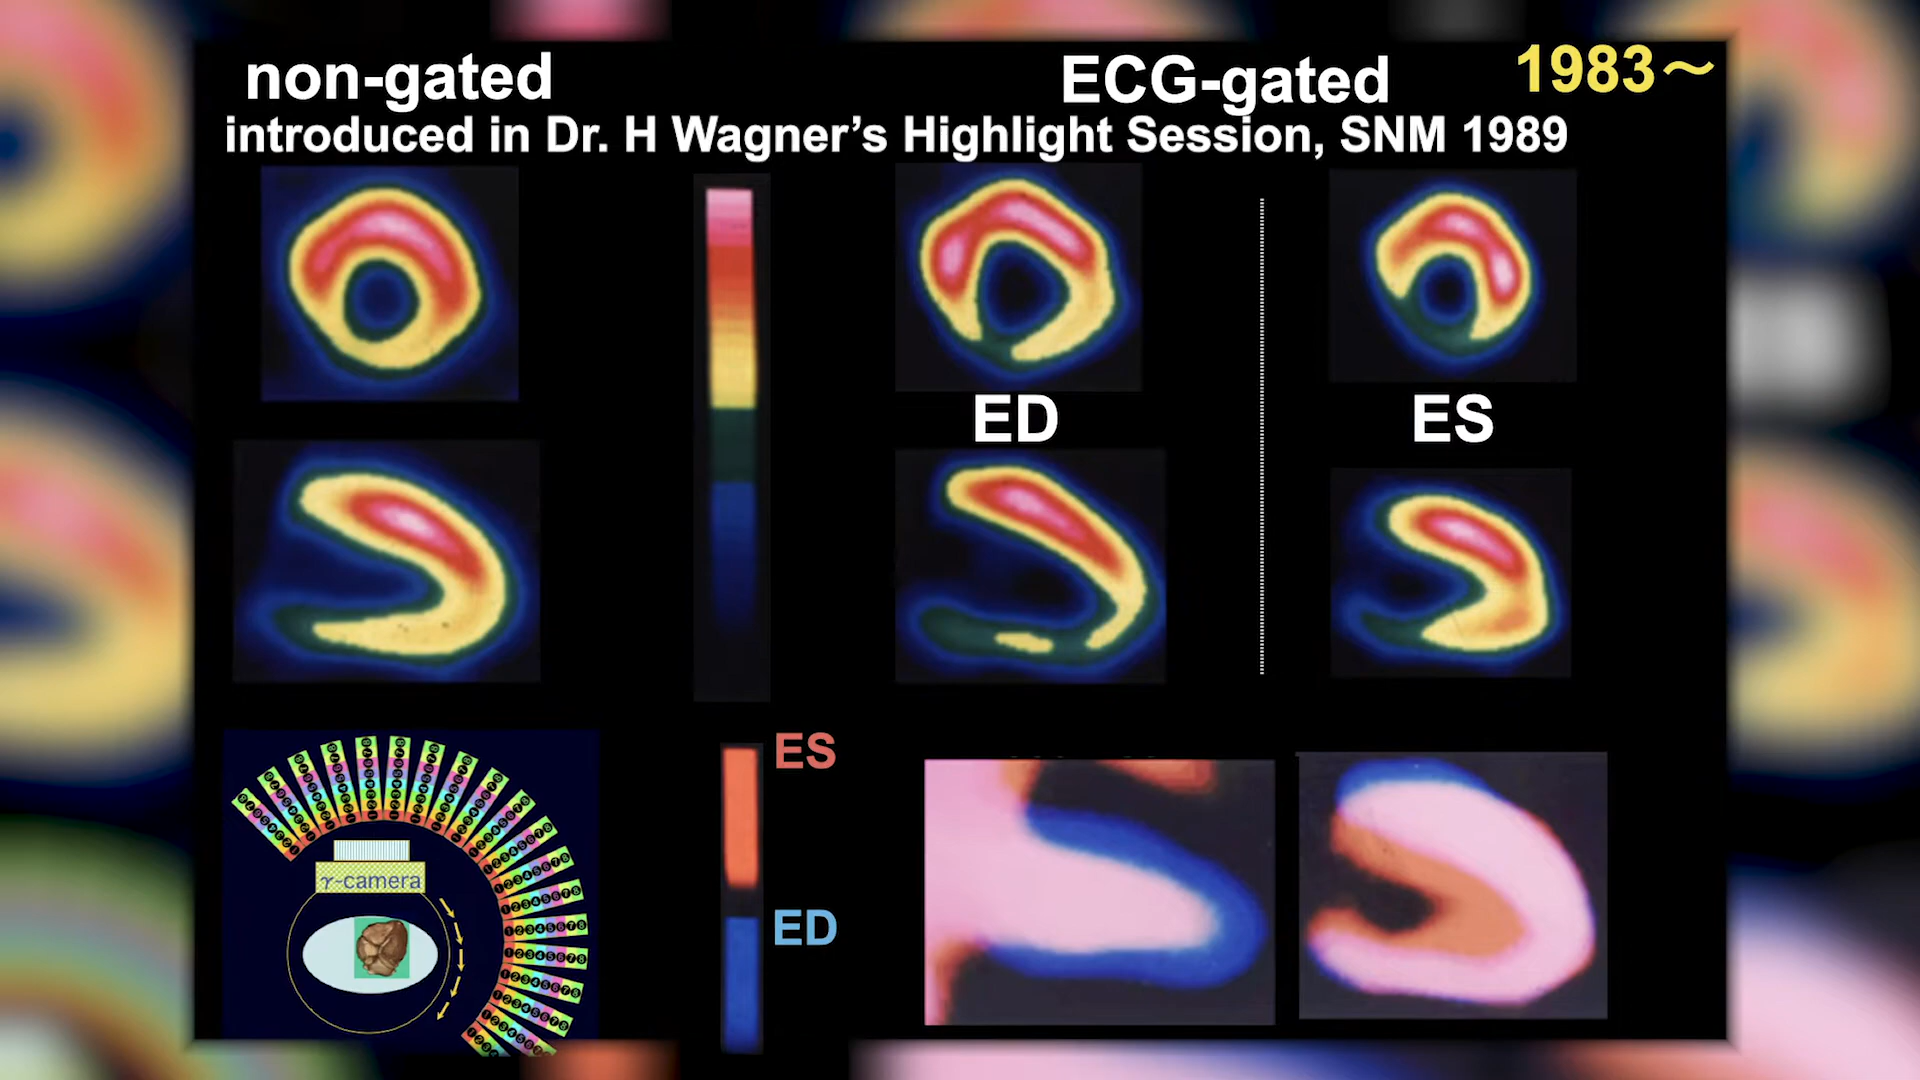 non-gated
ECG-gated
1983～
introduced in Dr. H Wagner’s Highlight Session, SNM 1989
ED
ES
ES
ED
γ-camera